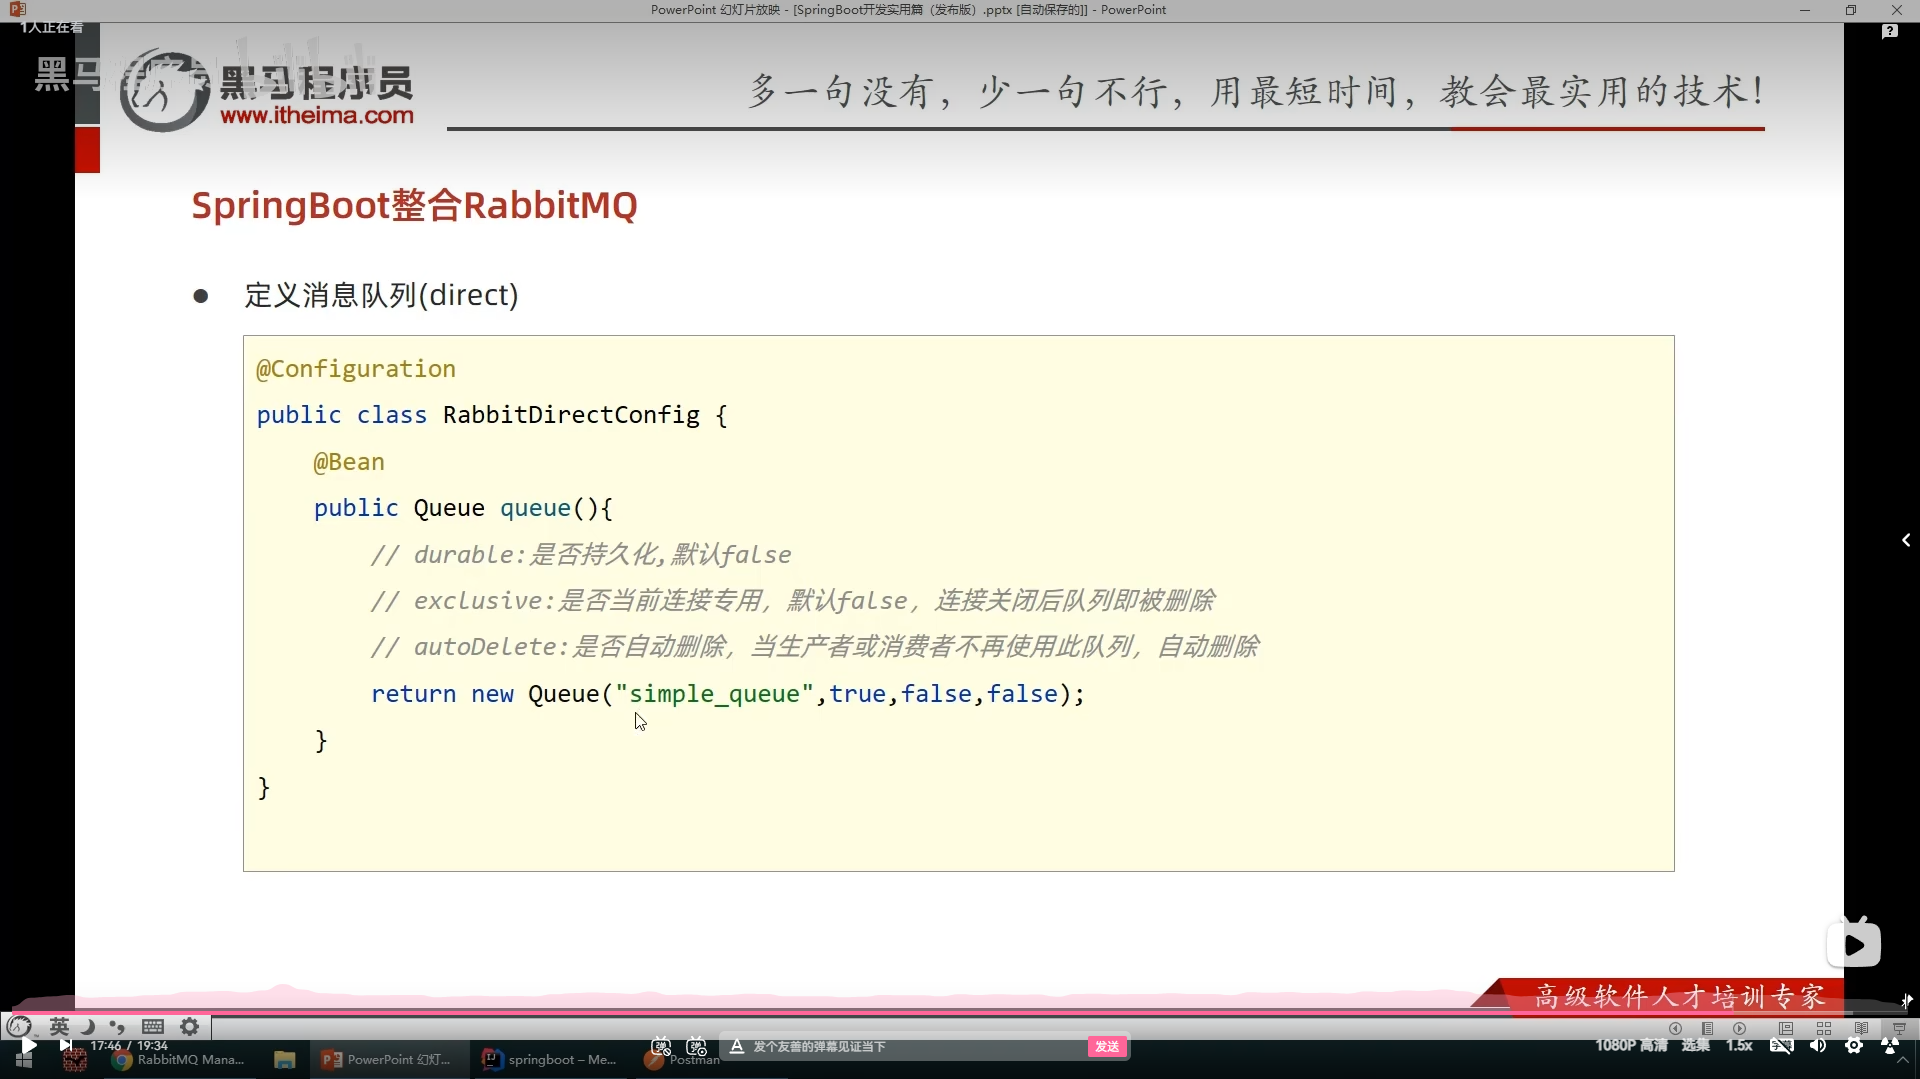 PowerPoint 幻灯片放映 - [SpringBoot开发实用篇（发布版）.pptx [自动保存的]] - PowerPoint
1人正在看
黑马程序员
www.itheima.com
多一句没有，少一句不行，用最短时间，教会最实用的技术！
SpringBoot整合RabbitMQ
● 定义消息队列(direct)
@Configuration
public class RabbitDirectConfig {
@Bean
public Queue queue(){
// durable:是否持久化,默认false
// exclusive:是否当前连接专用，默认false，连接关闭后队列即被删除
// autoDelete:是否自动删除，当生产者或消费者不再使用此队列，自动删除
return new Queue("simple_queue",true,false,false);
}
}
高级软件人才培训专家
英
17:46 / 19:34
发个友善的弹幕见证当下
发送
1080P 高清
选集
1.5x
RabbitMQ Mana...
PowerPoint 幻灯...
springboot – Me...
Postman